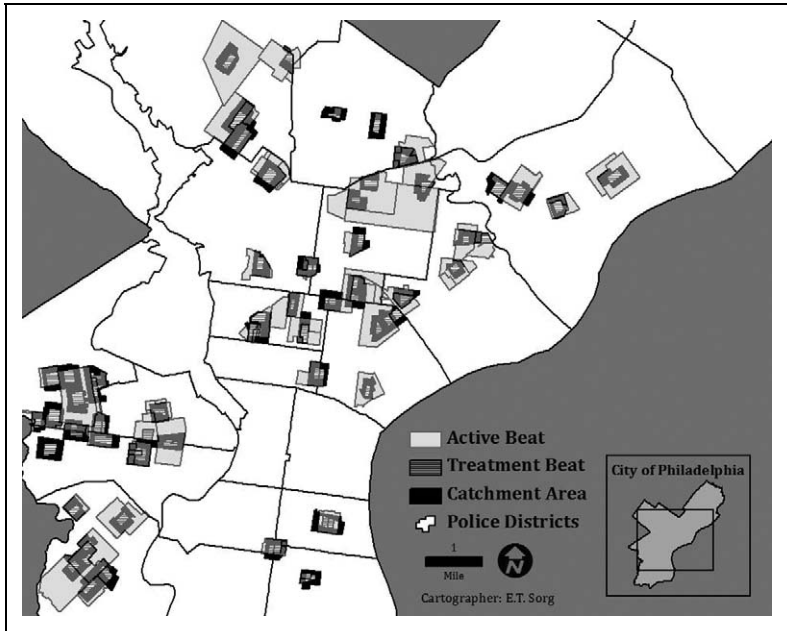 Active Beat
Treatment Beat
Catchment Area
Police Districts
1
Mile
N
Cartographer: E.T. Sorg
City of Philadelphia